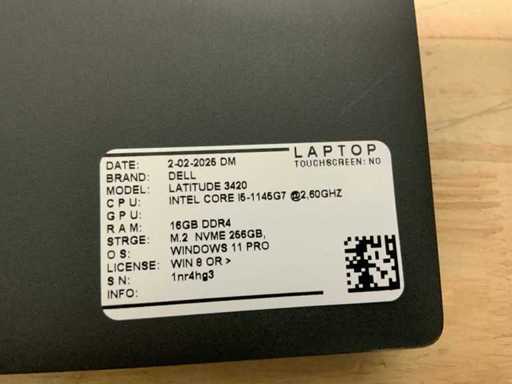 LAPTOP
TOUCHSCREEN: NO
DATE: 2-02-2025 DM
BRAND: DELL
MODEL: LATITUDE 3420
CPU: INTEL CORE I5-1145G7 @2.60GHZ
GPU:
RAM: 16GB DDR4
STRGE: M.2 NVME 256GB,
OS: WINDOWS 11 PRO
LICENSE: WIN 8 OR >
SN: 1nr4hg3
INFO: